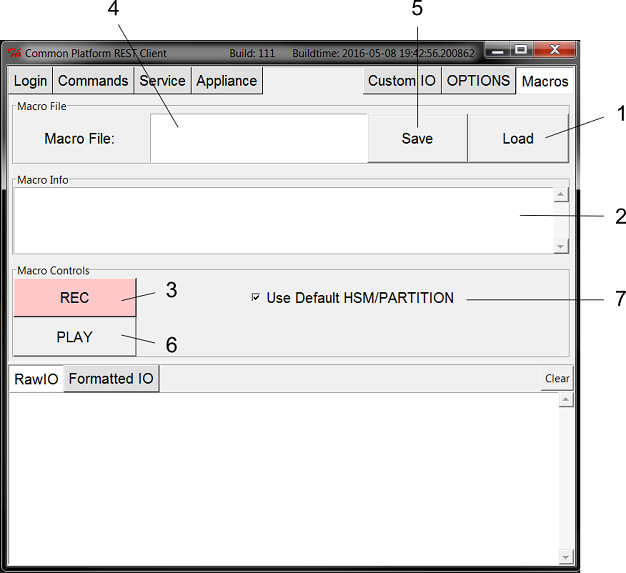 4
5
Common Platform REST Client Build: 111 Buildtime: 2016-05-08 19:42:56.200862
Login Commands Service Appliance Custom IO OPTIONS Macros
Macro File
1
Macro File: Save Load
Macro Info
2
Macro Controls
REC 3 Use Default HSM/PARTITION 7
PLAY 6
RawIO Formatted IO Clear